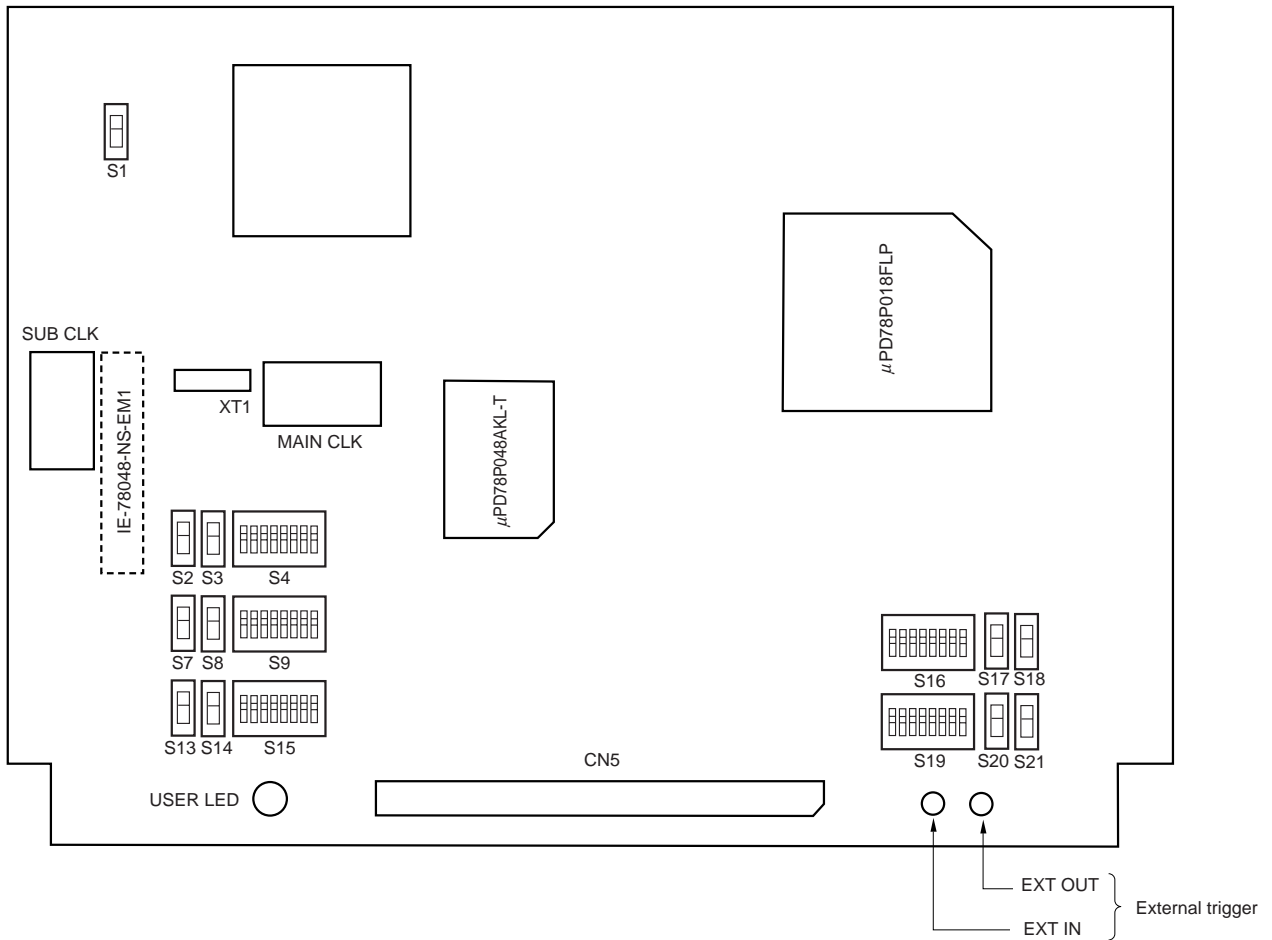 S1
μPD78P018FLP
SUB CLK
IE-78048-NS-EM1
XT1
MAIN CLK
μPD78P048AKL-T
S2 S3 S4
S7 S8 S9
S16 S17 S18
S13 S14 S15
S19 S20 S21
CN5
USER LED
EXT OUT
External trigger
EXT IN